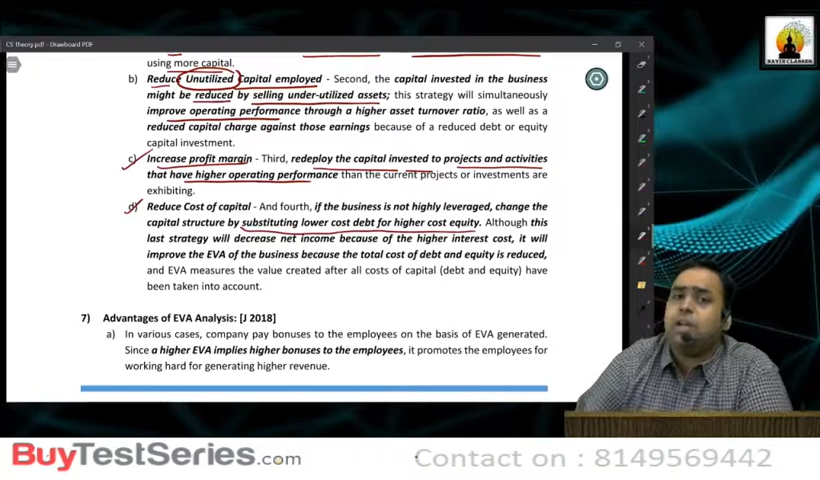 CS Theory.pdf - Drawboard PDF
NAVIN CLASSES
using more capital.
b) Reduce Unutilized Capital employed - Second, the capital invested in the business
might be reduced by selling under-utilized assets; this strategy will simultaneously
improve operating performance through a higher asset turnover ratio, as well as a
reduced capital charge against those earnings because of a reduced debt or equity
capital investment.
c) Increase profit margin - Third, redeploy the capital invested to projects and activities
that have higher operating performance than the current projects or investments are
exhibiting.
d) Reduce Cost of capital - And fourth, if the business is not highly leveraged, change the
capital structure by substituting lower cost debt for higher cost equity. Although this
last strategy will decrease net income because of the higher interest cost, it will
improve the EVA of the business because the total cost of debt and equity is reduced,
and EVA measures the value created after all costs of capital (debt and equity) have
been taken into account.
7) Advantages of EVA Analysis: [J 2018]
a) In various cases, company pay bonuses to the employees on the basis of EVA generated.
Since a higher EVA implies higher bonuses to the employees, it promotes the employees for
working hard for generating higher revenue.
BuyTestSeries.com
Contact on : 8149569442